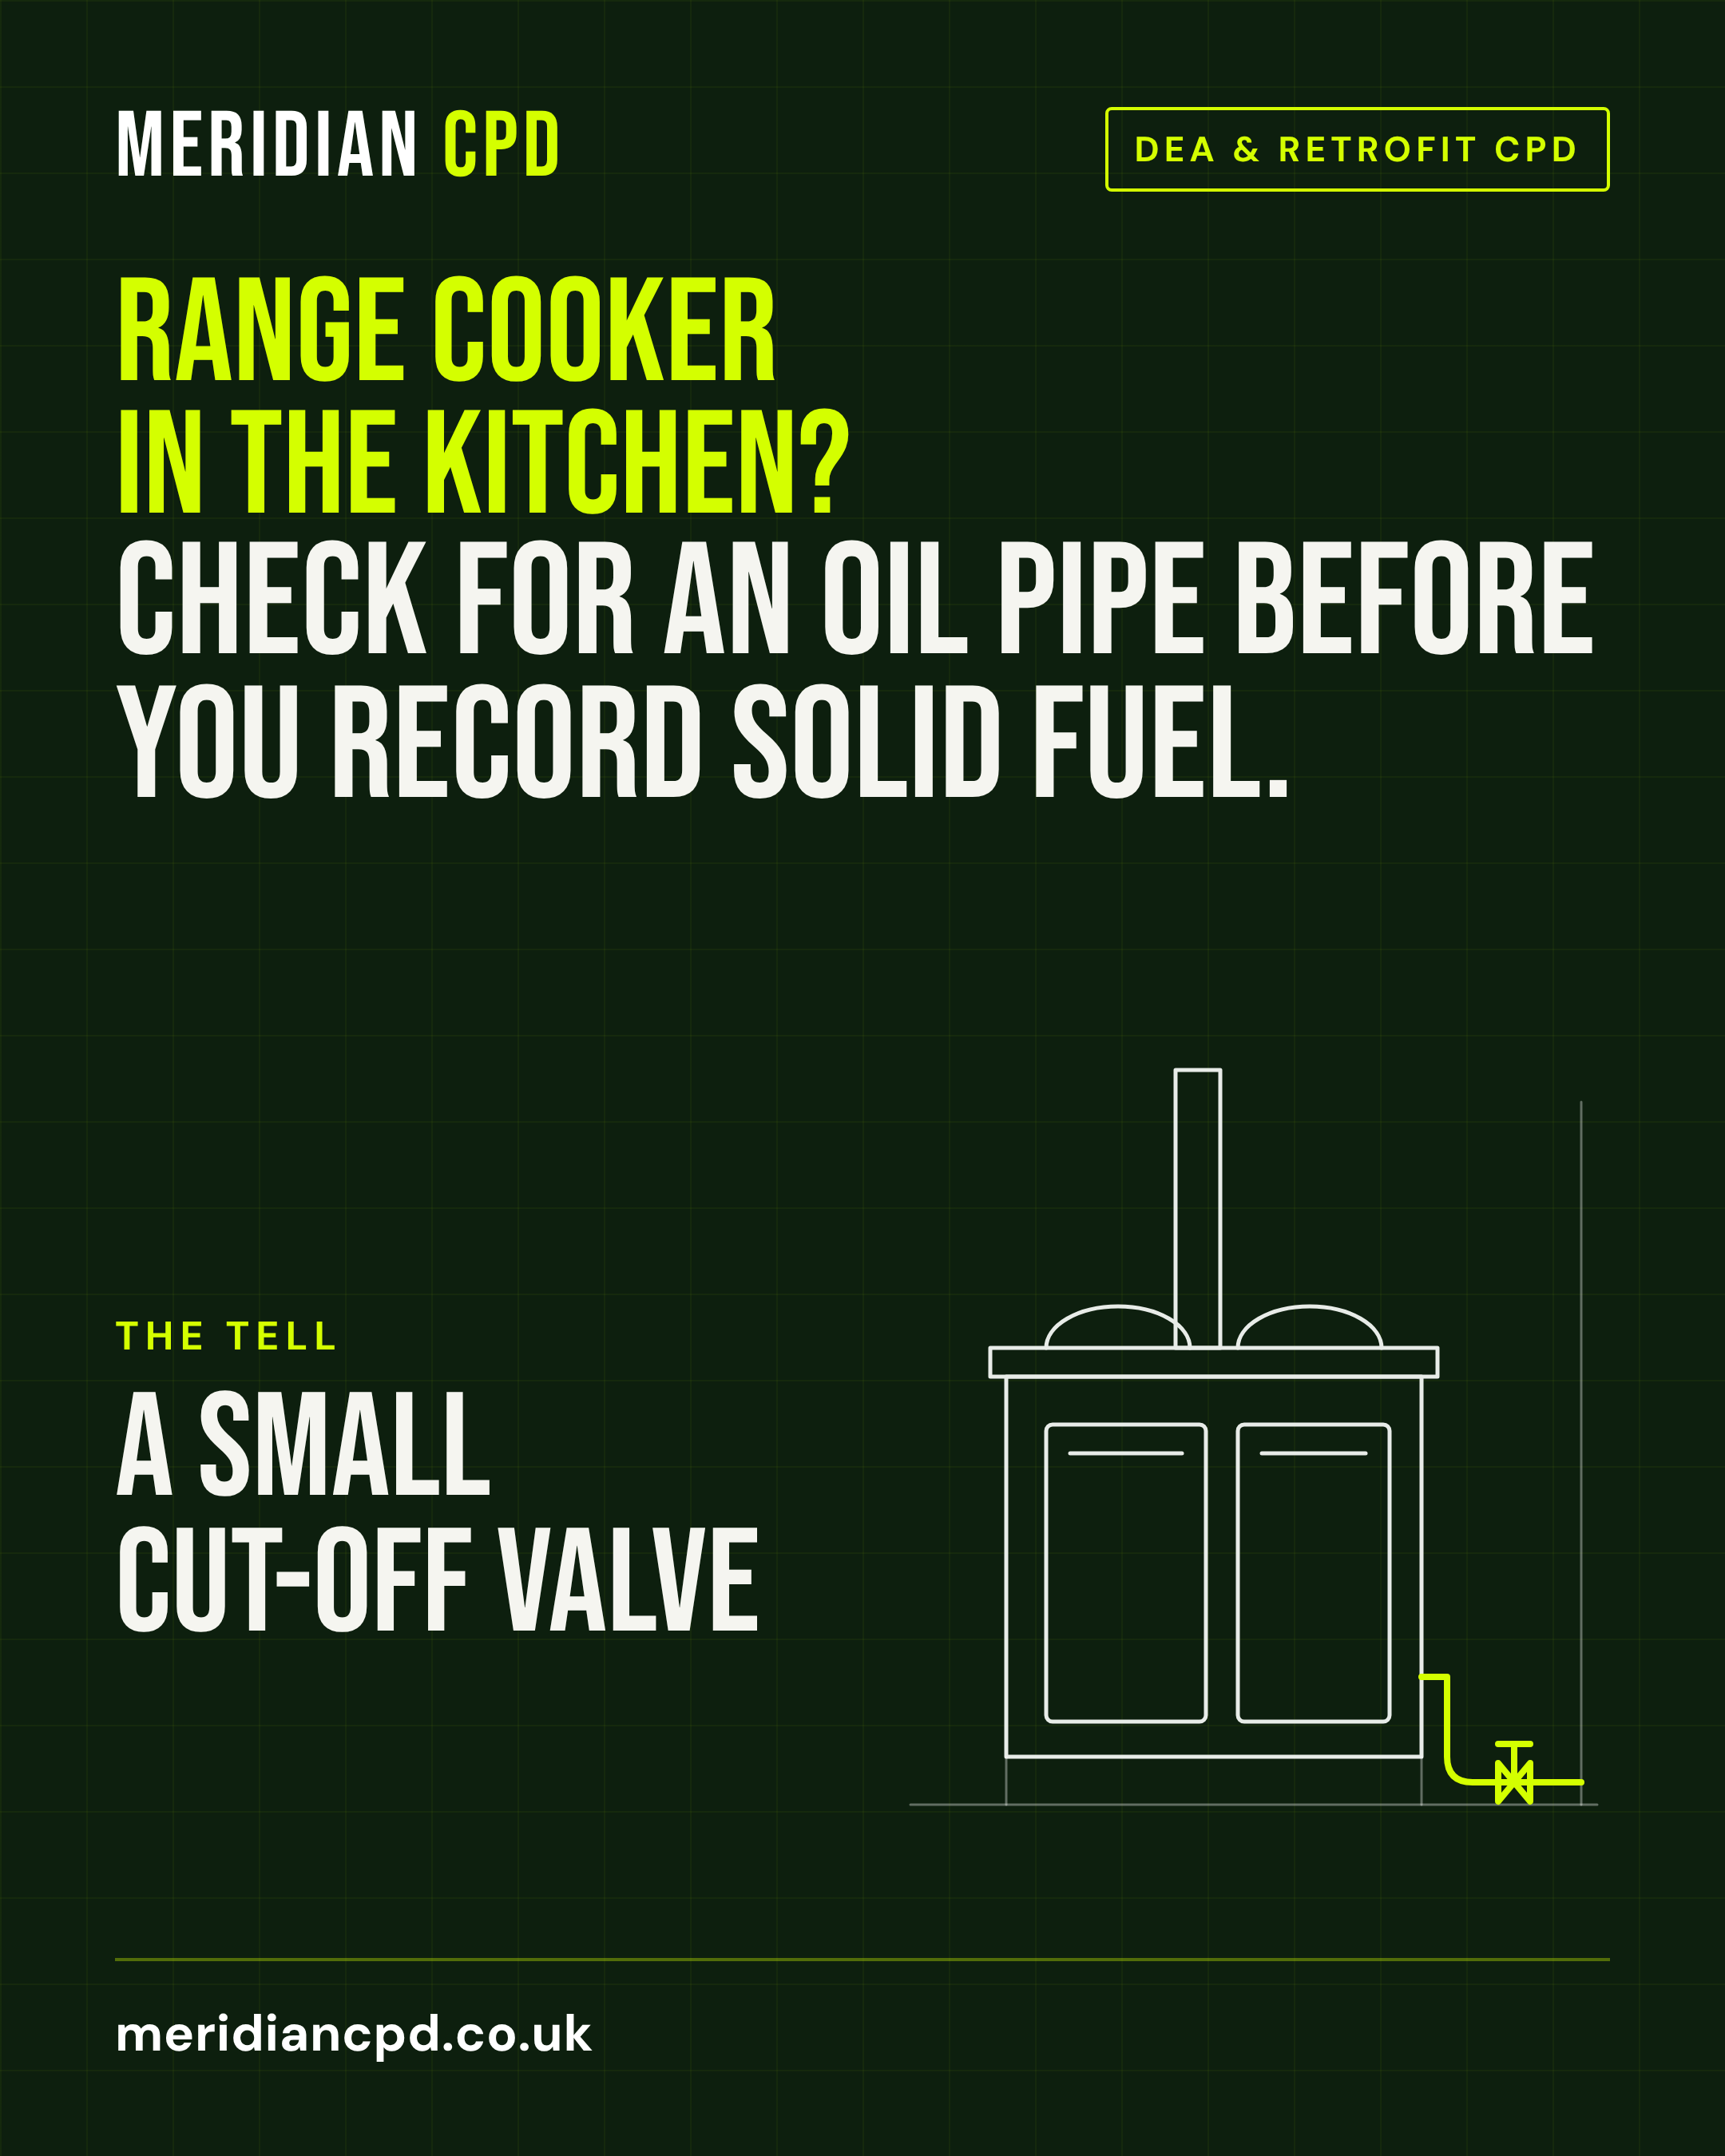 MERIDIAN CPD
DEA & RETROFIT CPD
RANGE COOKER
IN THE KITCHEN?
CHECK FOR AN OIL PIPE BEFORE
YOU RECORD SOLID FUEL.
THE TELL
A SMALL
CUT-OFF VALVE
meridiancpd.co.uk